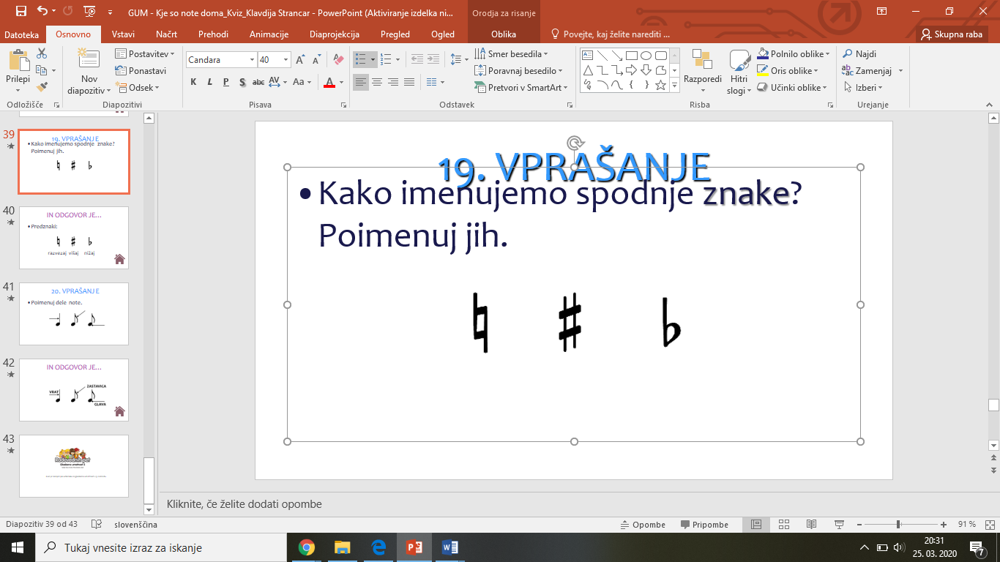 GUM - Kje so note doma_Kviz_Klavdija Strancar - PowerPoint (Aktiviranje izdelka ni...
Orodja za risanje
Datoteka Osnovno Vstavi Načrt Prehodi Animacije Diaprojekcija Pregled Ogled Oblika Povejte, kaj želite narediti ... Skupna raba
Prilepi
Nov diapozitiv
Postavitev
Ponastavi
Odsek
Candara 40
K L P S abc AV Aa A
Smer besedila
Poravnaj besedilo
Pretvori v SmartArt
Razporedi
Hitri slogi
Polnilo oblike
Oris oblike
Učinki oblike
Najdi
Zamenjaj
Izberi
Odložišče Diapozitivi Pisava Odstavek Risba Urejanje
39
19. VPRAŠANJE
• Kako imenujemo spodnje znake?
Poimenuj jih.
40
IN ODGOVOR JE...
• Predznaki:
razvezaj višaj nižaj
41
20. VPRAŠANJE
• Poimenuj dele note.
42
IN ODGOVOR JE...
VRAT
ZASTAVICA
GLAVA
43
Radovednih pet
19. VPRAŠANJE
• Kako imenujemo spodnje znake?
Poimenuj jih.
Kliknite, če želite dodati opombe
Diapozitiv 39 od 43 slovenščina Opombe Pripombe 91 %
Tukaj vnesite izraz za iskanje
20:31
25. 03. 2020
7